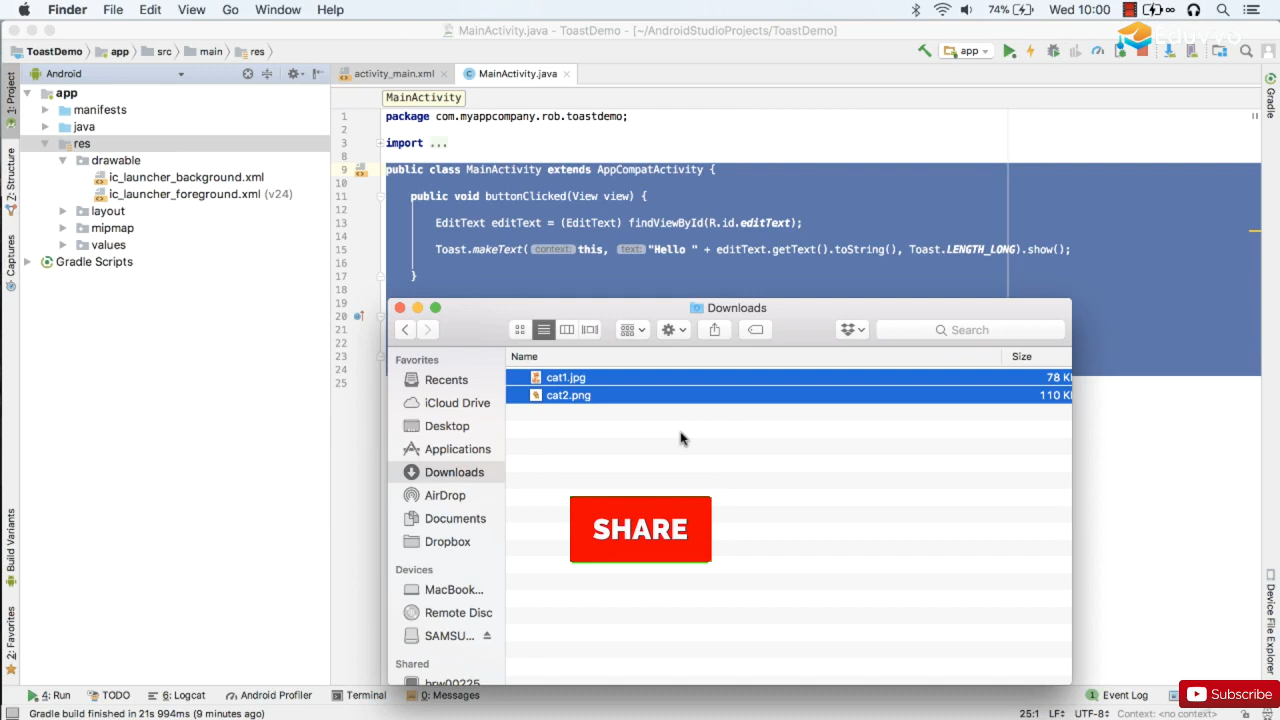 Finder File Edit View Go Window Help
74% Wed 10:00
MainActivity.java - ToastDemo - [~/AndroidStudioProjects/ToastDemo]
Eduvvo
ToastDemo app src main res
app
Android
activity_main.xml
MainActivity.java
1: Project
Z: Structure
Captures
Build Variants
2: Favorites
app
manifests
java
res
drawable
ic_launcher_background.xml
ic_launcher_foreground.xml (v24)
layout
mipmap
values
Gradle Scripts
MainActivity
1 package com.myappcompany.rob.toastdemo;
2
3 import ...
8
9 public class MainActivity extends AppCompatActivity {
10
11 public void buttonClicked(View view) {
12
13 EditText editText = (EditText) findViewById(R.id.editText);
14
15 Toast.makeText( context: this, text: "Hello " + editText.getText().toString(), Toast.LENGTH_LONG).show();
16
17 }
18
19
20
21
22
23
24
25
Downloads
Search
Favorites
Recents
iCloud Drive
Desktop
Applications
Downloads
AirDrop
Documents
Dropbox
Devices
MacBook...
Remote Disc
SAMSU...
Shared
brw00225
Name Size
cat1.jpg 78 K
cat2.png 110 K
SHARE
Gradle
Device File Explorer
4: Run TODO 6: Logcat Android Profiler Terminal 0: Messages
Event Log
Subscribe
Gradle build finished in 21s 994ms (9 minutes ago)
25:1 LF÷ UTF-8÷ Context: <no context>